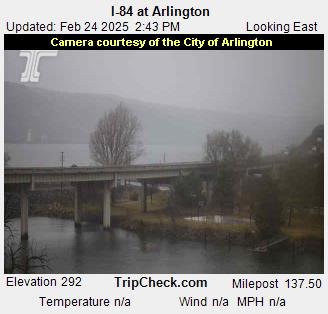 I-84 at Arlington
Updated: Feb 24 2025 2:43 PM Looking East
Camera courtesy of the City of Arlington
Elevation 292 TripCheck.com Milepost 137.50
Temperature n/a Wind n/a MPH n/a